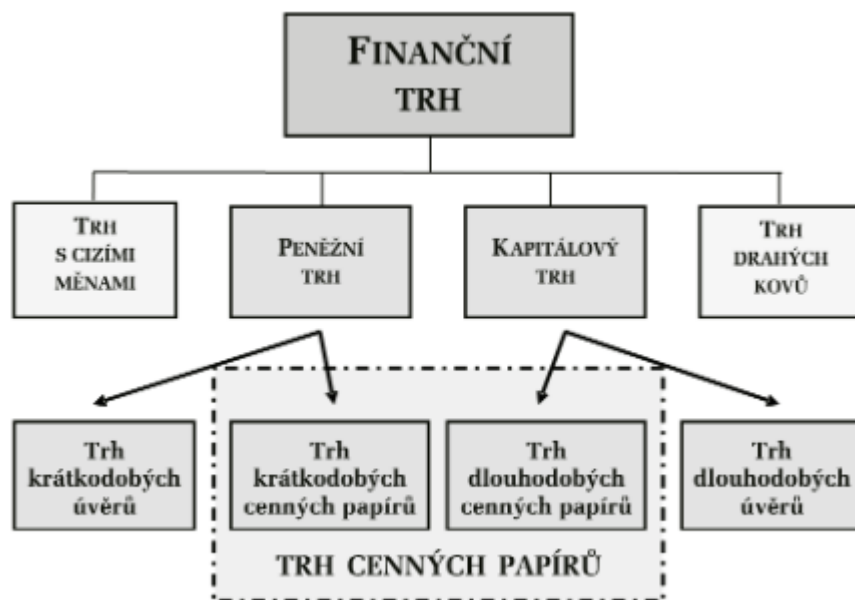 FINANČNÍ
TRH
TRH
S CIZÍMI
MĚNAMI
PENĚŽNÍ
TRH
KAPITÁLOVÝ
TRH
TRH
DRAHÝCH
KOVŮ
Trh
krátkodobých
úvěrů
Trh
krátkodobých
cenných papírů
Trh
dlouhodobých
cenných papírů
Trh
dlouhodobých
úvěrů
TRH CENNÝCH PAPÍRŮ